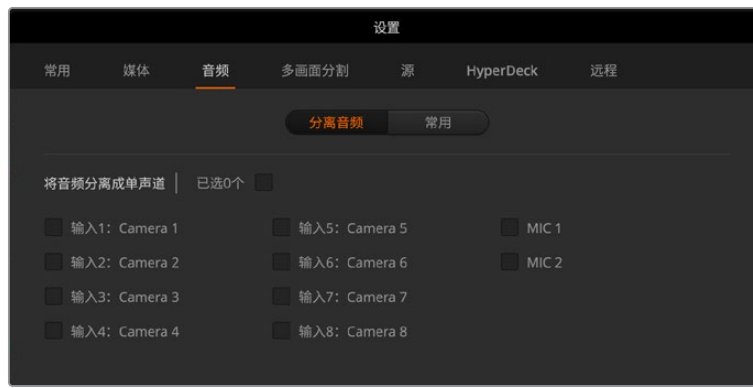 设置
常用 媒体 音频 多画面分割 源 HyperDeck 远程
分离音频 常用
将音频分离成单声道 已选0个
输入1：Camera 1 输入5：Camera 5 MIC 1
输入2：Camera 2 输入6：Camera 6 MIC 2
输入3：Camera 3 输入7：Camera 7
输入4：Camera 4 输入8：Camera 8